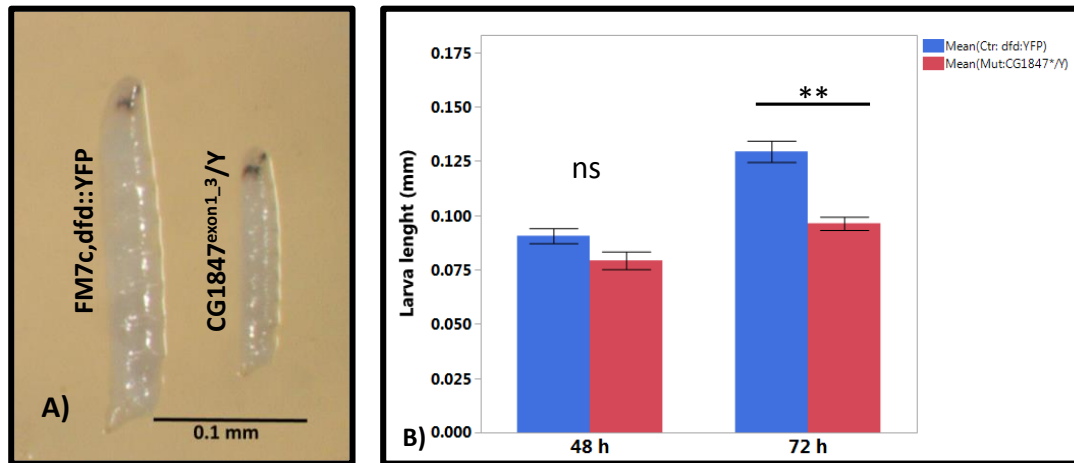 FM7c,dfd::YFP
CG1847exon1_3/Y
A)
0.1 mm
Mean(Ctr: dfd:YFP)
Mean(Mut:CG1847*/Y)
Larva lenght (mm)
0.175
0.150
0.125
0.100
0.075
0.050
0.025
0.000
ns
**
48 h
72 h
B)